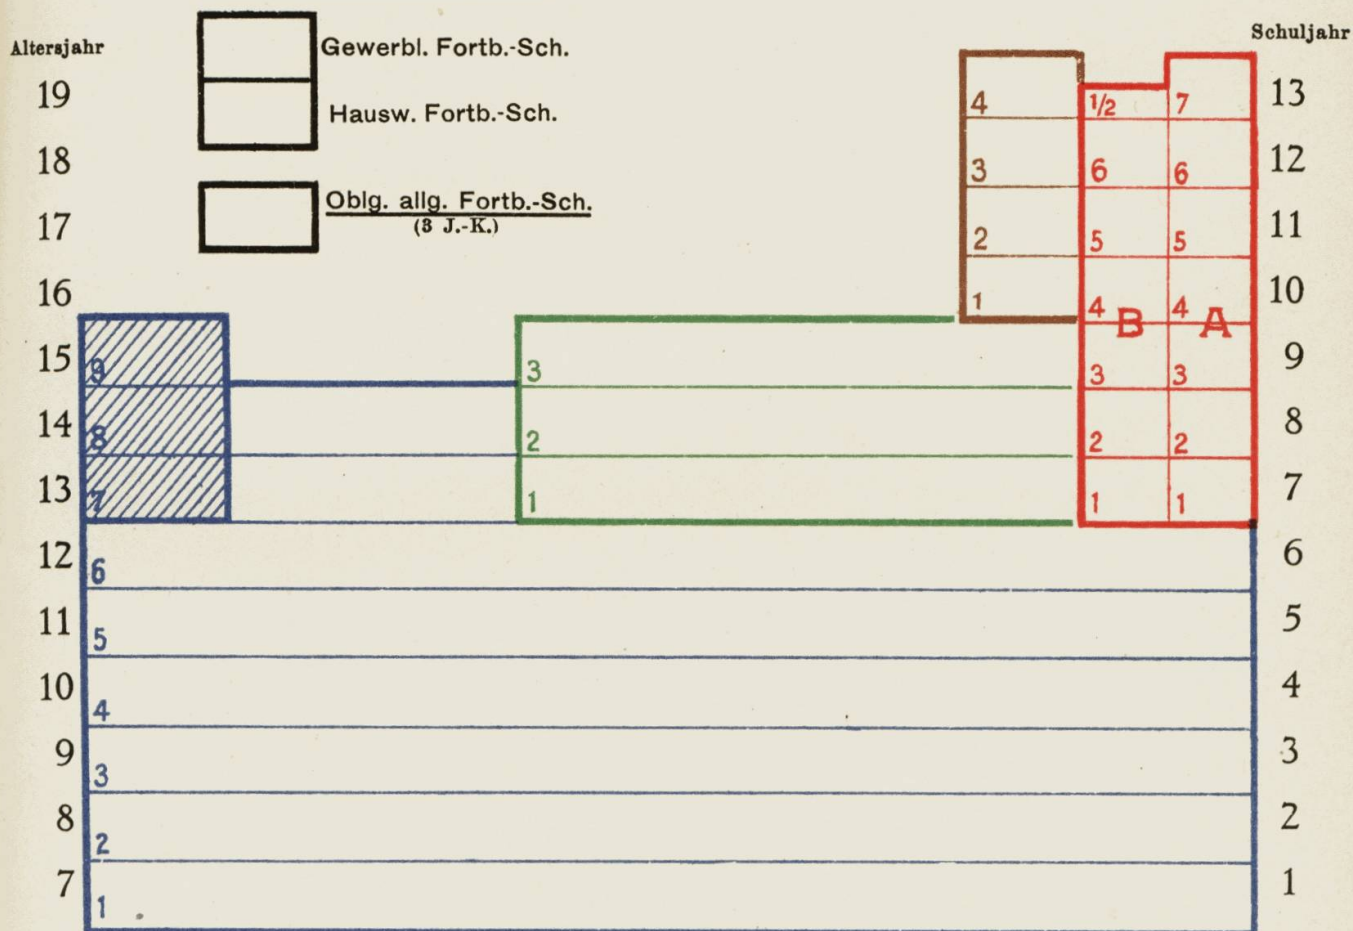 Altersjahr
Schuljahr
Gewerbl. Fortb.-Sch.
Hausw. Fortb.-Sch.
Oblg. allg. Fortb.-Sch.
(3 J.-K.)
19 4 1/2 7 13
18 3 6 6 12
17 2 5 5 11
16 1 4 4 10
B A
15 9 3 3 3 9
14 8 2 2 2 8
13 7 1 1 1 7
12 6 6
11 5 5
10 4 4
9 3 3
8 2 2
7 1 1